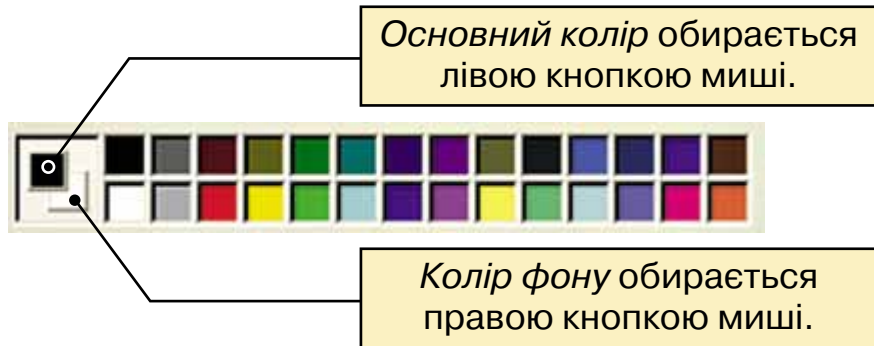 Основний колір обирається
лівою кнопкою миші.
Колір фону обирається
правою кнопкою миші.